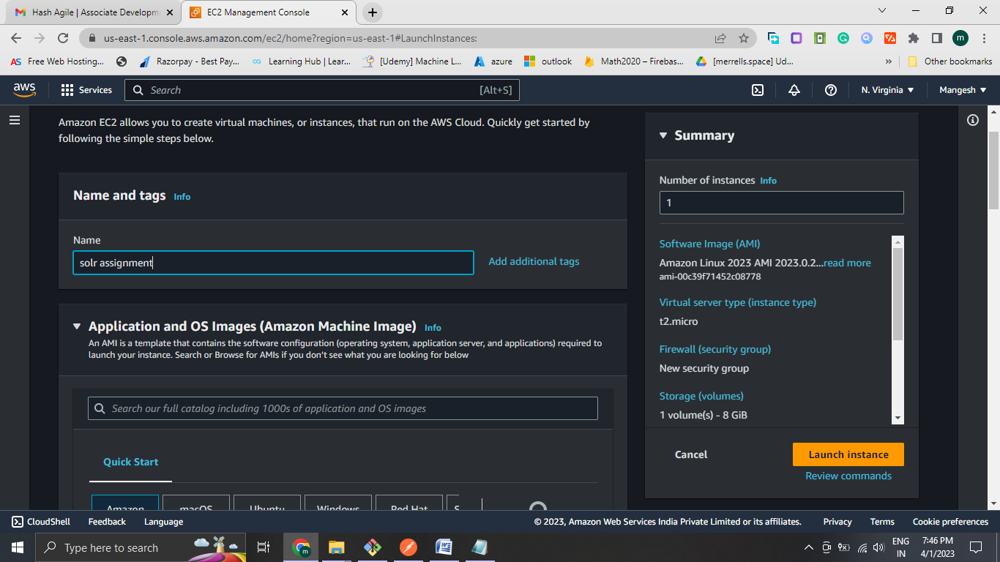 Hash Agile | Associate Developm
EC2 Management Console
us-east-1.console.aws.amazon.com/ec2/home?region=us-east-1#LaunchInstances:
m
AS Free Web Hosting...
Razorpay - Best Pay...
Learning Hub | Lear...
[Udemy] Machine L...
azure
outlook
Math2020 – Firebas...
[merrells.space] Ud...
»
Other bookmarks
aws
Services
Search
[Alt+S]
N. Virginia
Mangesh
Amazon EC2 allows you to create virtual machines, or instances, that run on the AWS Cloud. Quickly get started by
following the simple steps below.
Name and tags Info
Name
solr assignment
Add additional tags
Application and OS Images (Amazon Machine Image) Info
An AMI is a template that contains the software configuration (operating system, application server, and applications) required to
launch your instance. Search or Browse for AMIs if you don't see what you are looking for below
Search our full catalog including 1000s of application and OS images
Quick Start
Amazon
macOS
Ubuntu
Windows
Red Hat
S
Summary
Number of instances Info
1
Software Image (AMI)
Amazon Linux 2023 AMI 2023.0.2...read more
ami-00c39f71452c08778
Virtual server type (instance type)
t2.micro
Firewall (security group)
New security group
Storage (volumes)
1 volume(s) - 8 GiB
Cancel
Launch instance
Review commands
CloudShell
Feedback
Language
© 2023, Amazon Web Services India Private Limited or its affiliates.
Privacy
Terms
Cookie preferences
Type here to search
m
ENG
IN
7:46 PM
4/1/2023